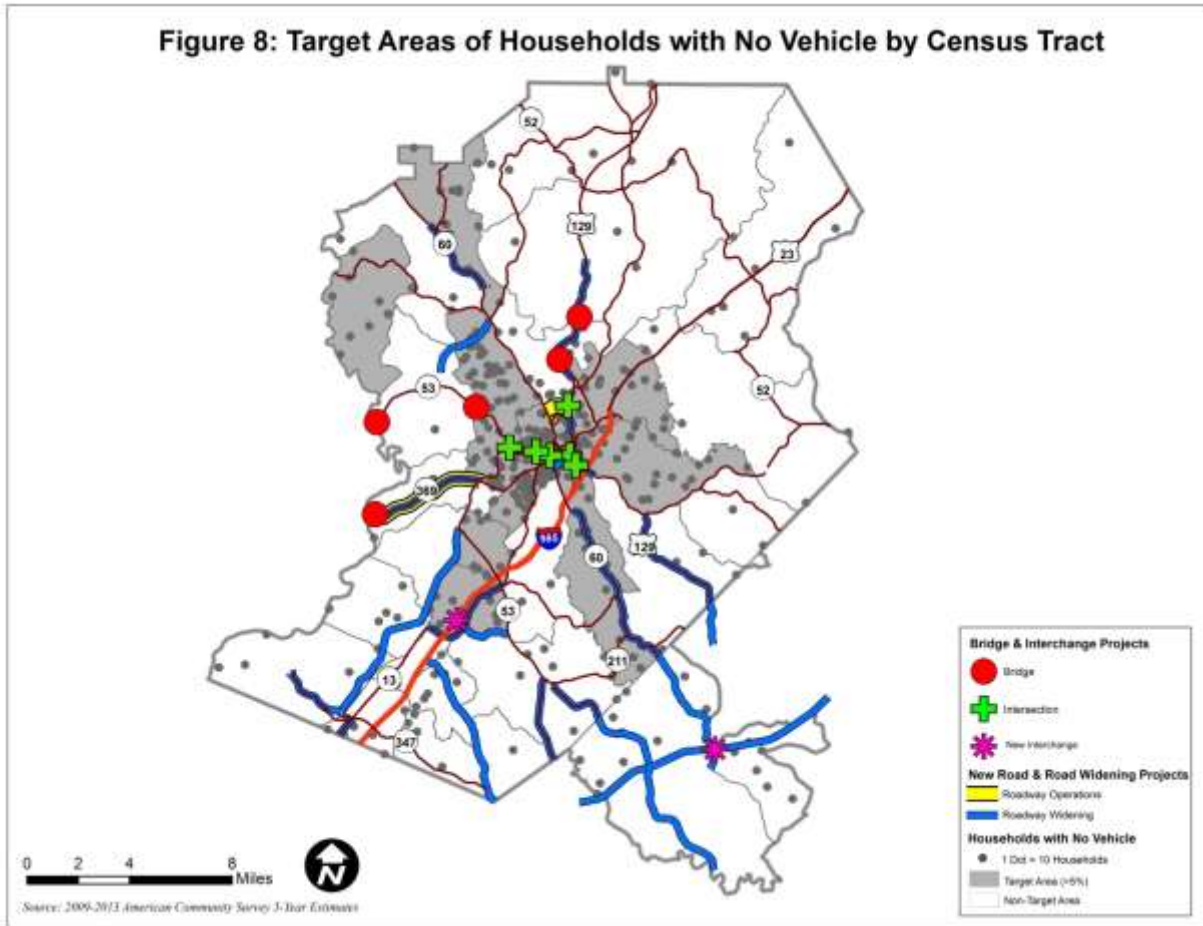 Figure 8: Target Areas of Households with No Vehicle by Census Tract
52
129
60
23
53
52
369
985
60
129
53
211
13
347
Bridge & Interchange Projects
Bridge
Intersection
New Interchange
New Road & Road Widening Projects
Roadway Operations
Roadway Widening
Households with No Vehicle
1 Dot = 10 Households
Target Area (>6%)
Non-Target Area
0 2 4 8
Miles
N
Source: 2009-2013 American Community Survey 5-Year Estimates